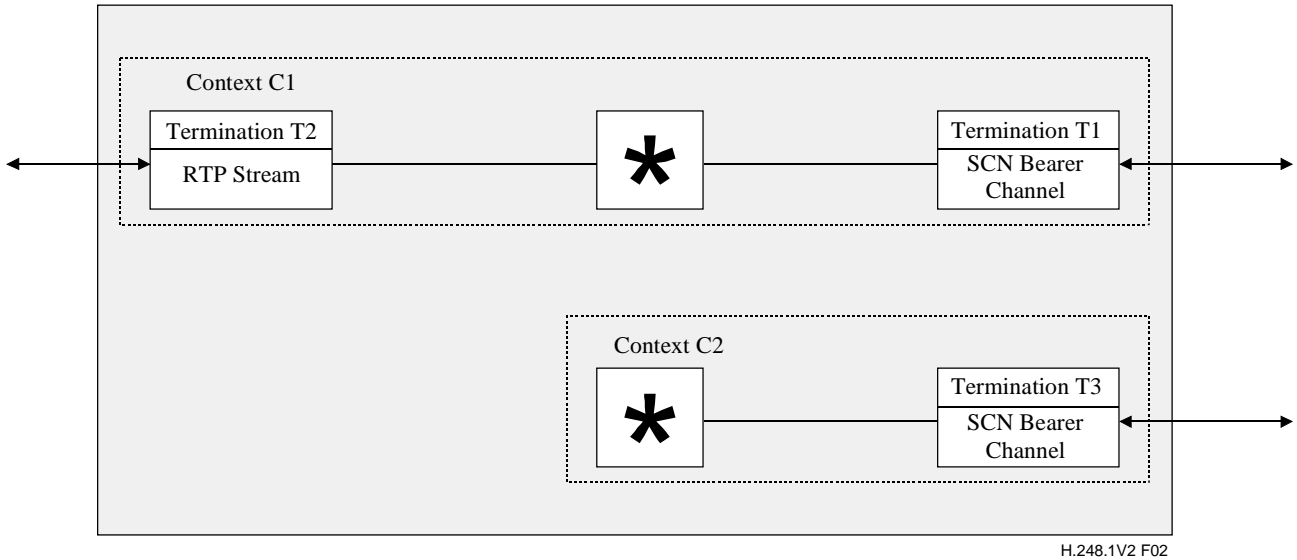 Context C1
Termination T2
RTP Stream
*
Termination T1
SCN Bearer
Channel
Context C2
*
Termination T3
SCN Bearer
Channel
H.248.1V2 F02